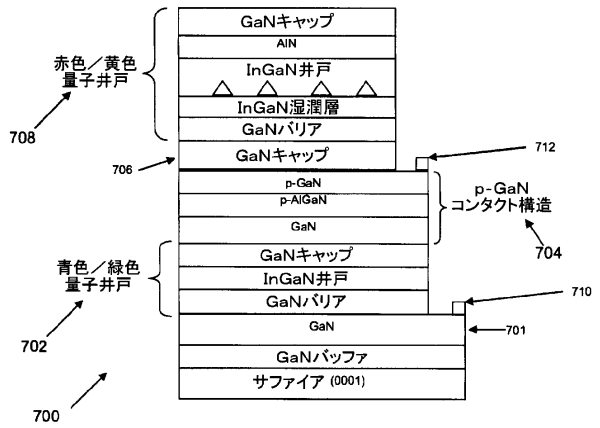 GaNキャップ
AlN
InGaN井戸
InGaN湿潤層
GaNバリア
GaNキャップ
赤色／黄色
量子井戸
708
706
712
p-GaN
p-AlGaN
GaN
p-GaN
コンタクト構造
704
GaNキャップ
InGaN井戸
GaNバリア
青色／緑色
量子井戸
702
710
GaN
701
GaNバッファ
サファイア (0001)
700